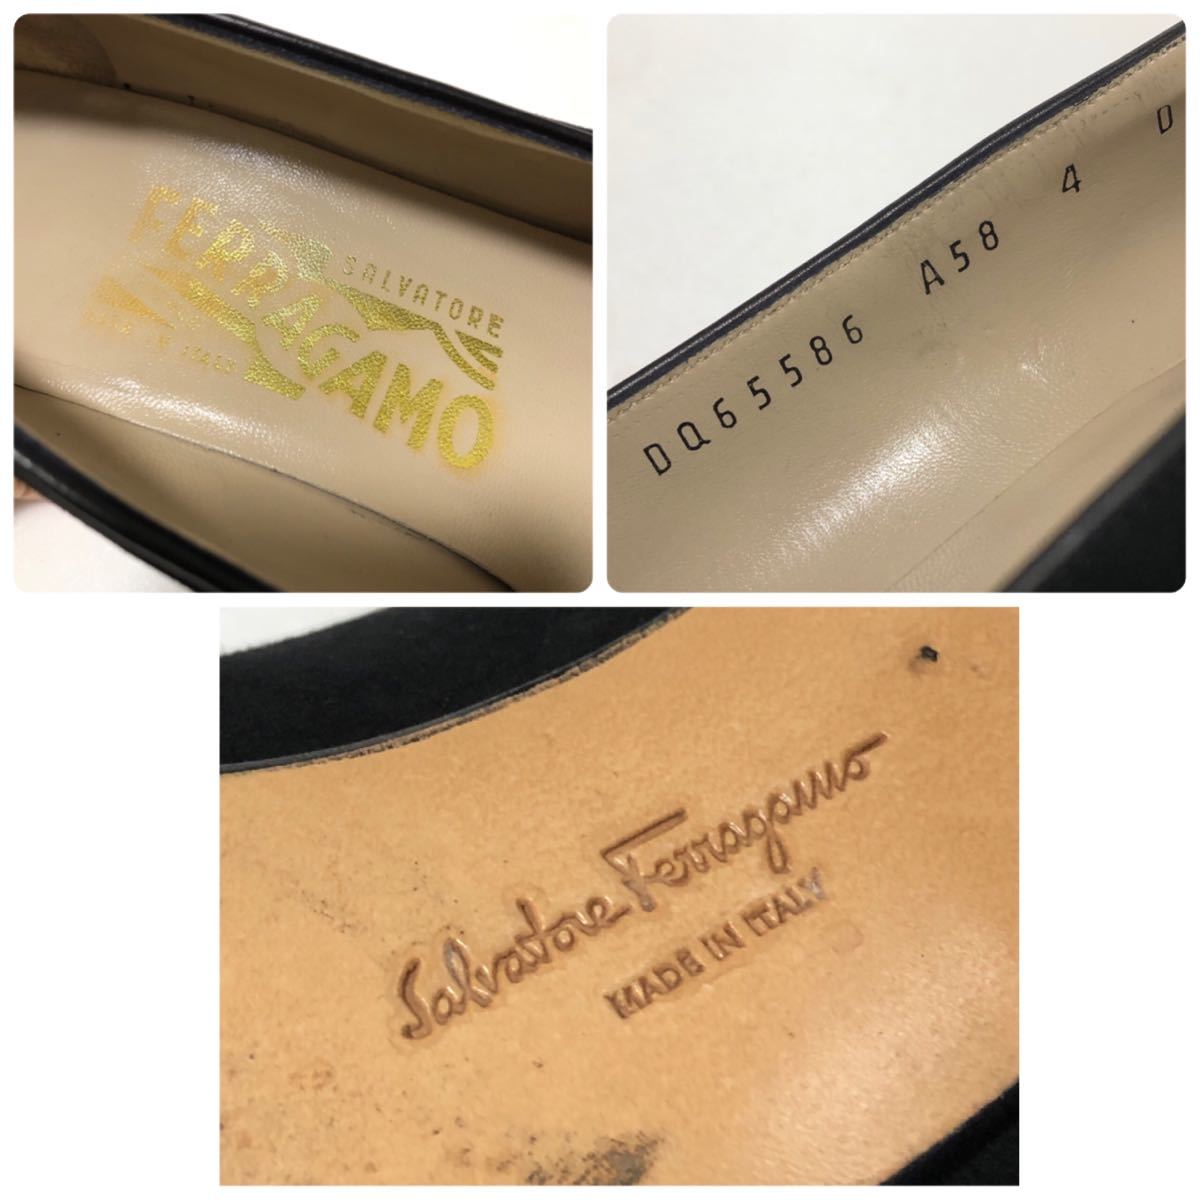 SALVATORE
FERRAGAMO
DQ65586 A58 4 D
Salvatore Ferragamo
MADE IN ITALY